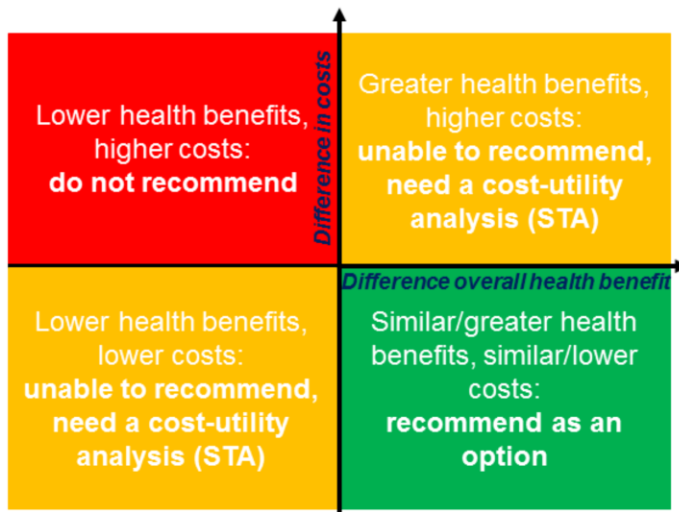 Lower health benefits,
higher costs:
do not recommend
Difference in costs
Greater health benefits,
higher costs:
unable to recommend,
need a cost-utility
analysis (STA)
Difference overall health benefit
Lower health benefits,
lower costs:
unable to recommend,
need a cost-utility
analysis (STA)
Similar/greater health
benefits, similar/lower
costs:
recommend as an
option